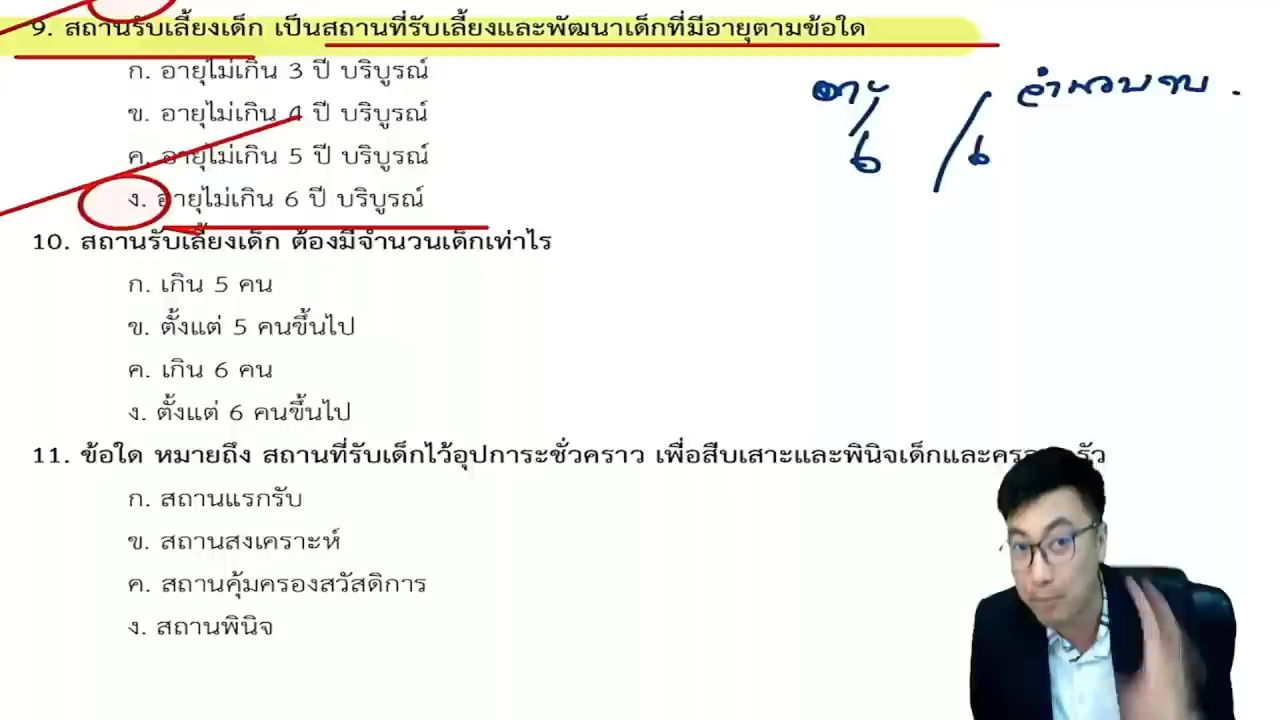 9. สถานรับเลี้ยงเด็ก เป็นสถานที่รับเลี้ยงและพัฒนาเด็กที่มีอายุตามข้อใด
ก. อายุไม่เกิน 3 ปี บริบูรณ์
ข. อายุไม่เกิน 4 ปี บริบูรณ์
ค. อายุไม่เกิน 5 ปี บริบูรณ์
ง. อายุไม่เกิน 6 ปี บริบูรณ์
6 / 6
10. สถานรับเลี้ยงเด็ก ต้องมีจำนวนเด็กเท่าไร
ก. เกิน 5 คน
ข. ตั้งแต่ 5 คนขึ้นไป
ค. เกิน 6 คน
ง. ตั้งแต่ 6 คนขึ้นไป
11. ข้อใด หมายถึง สถานที่รับเด็กไว้อุปการะชั่วคราว เพื่อสืบเสาะและพินิจเด็กและ
ก. สถานแรกรับ
ข. สถานสงเคราะห์
ค. สถานคุ้มครองสวัสดิการ
ง. สถานพินิจ